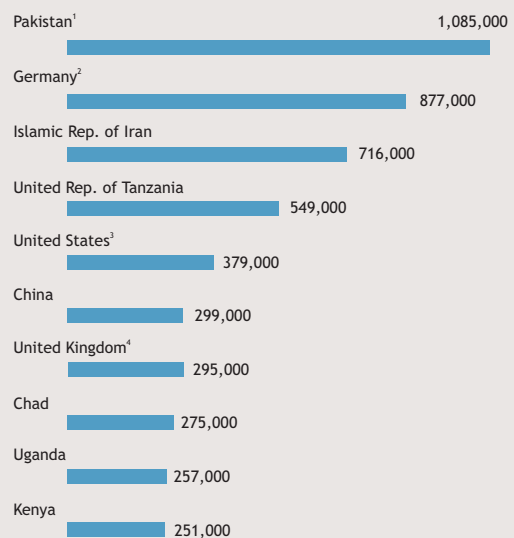 Pakistan¹ 1,085,000
Germany²
877,000
Islamic Rep. of Iran
716,000
United Rep. of Tanzania
549,000
United States³
379,000
China
299,000
United Kingdom⁴
295,000
Chad
275,000
Uganda
257,000
Kenya
251,000